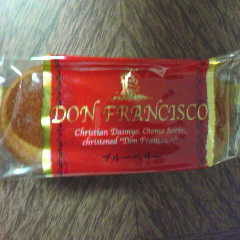 DON FRANCISCO
Christian Daimyo, Otomo Sorin,
christened "Don Francisco"
ブルーベリー